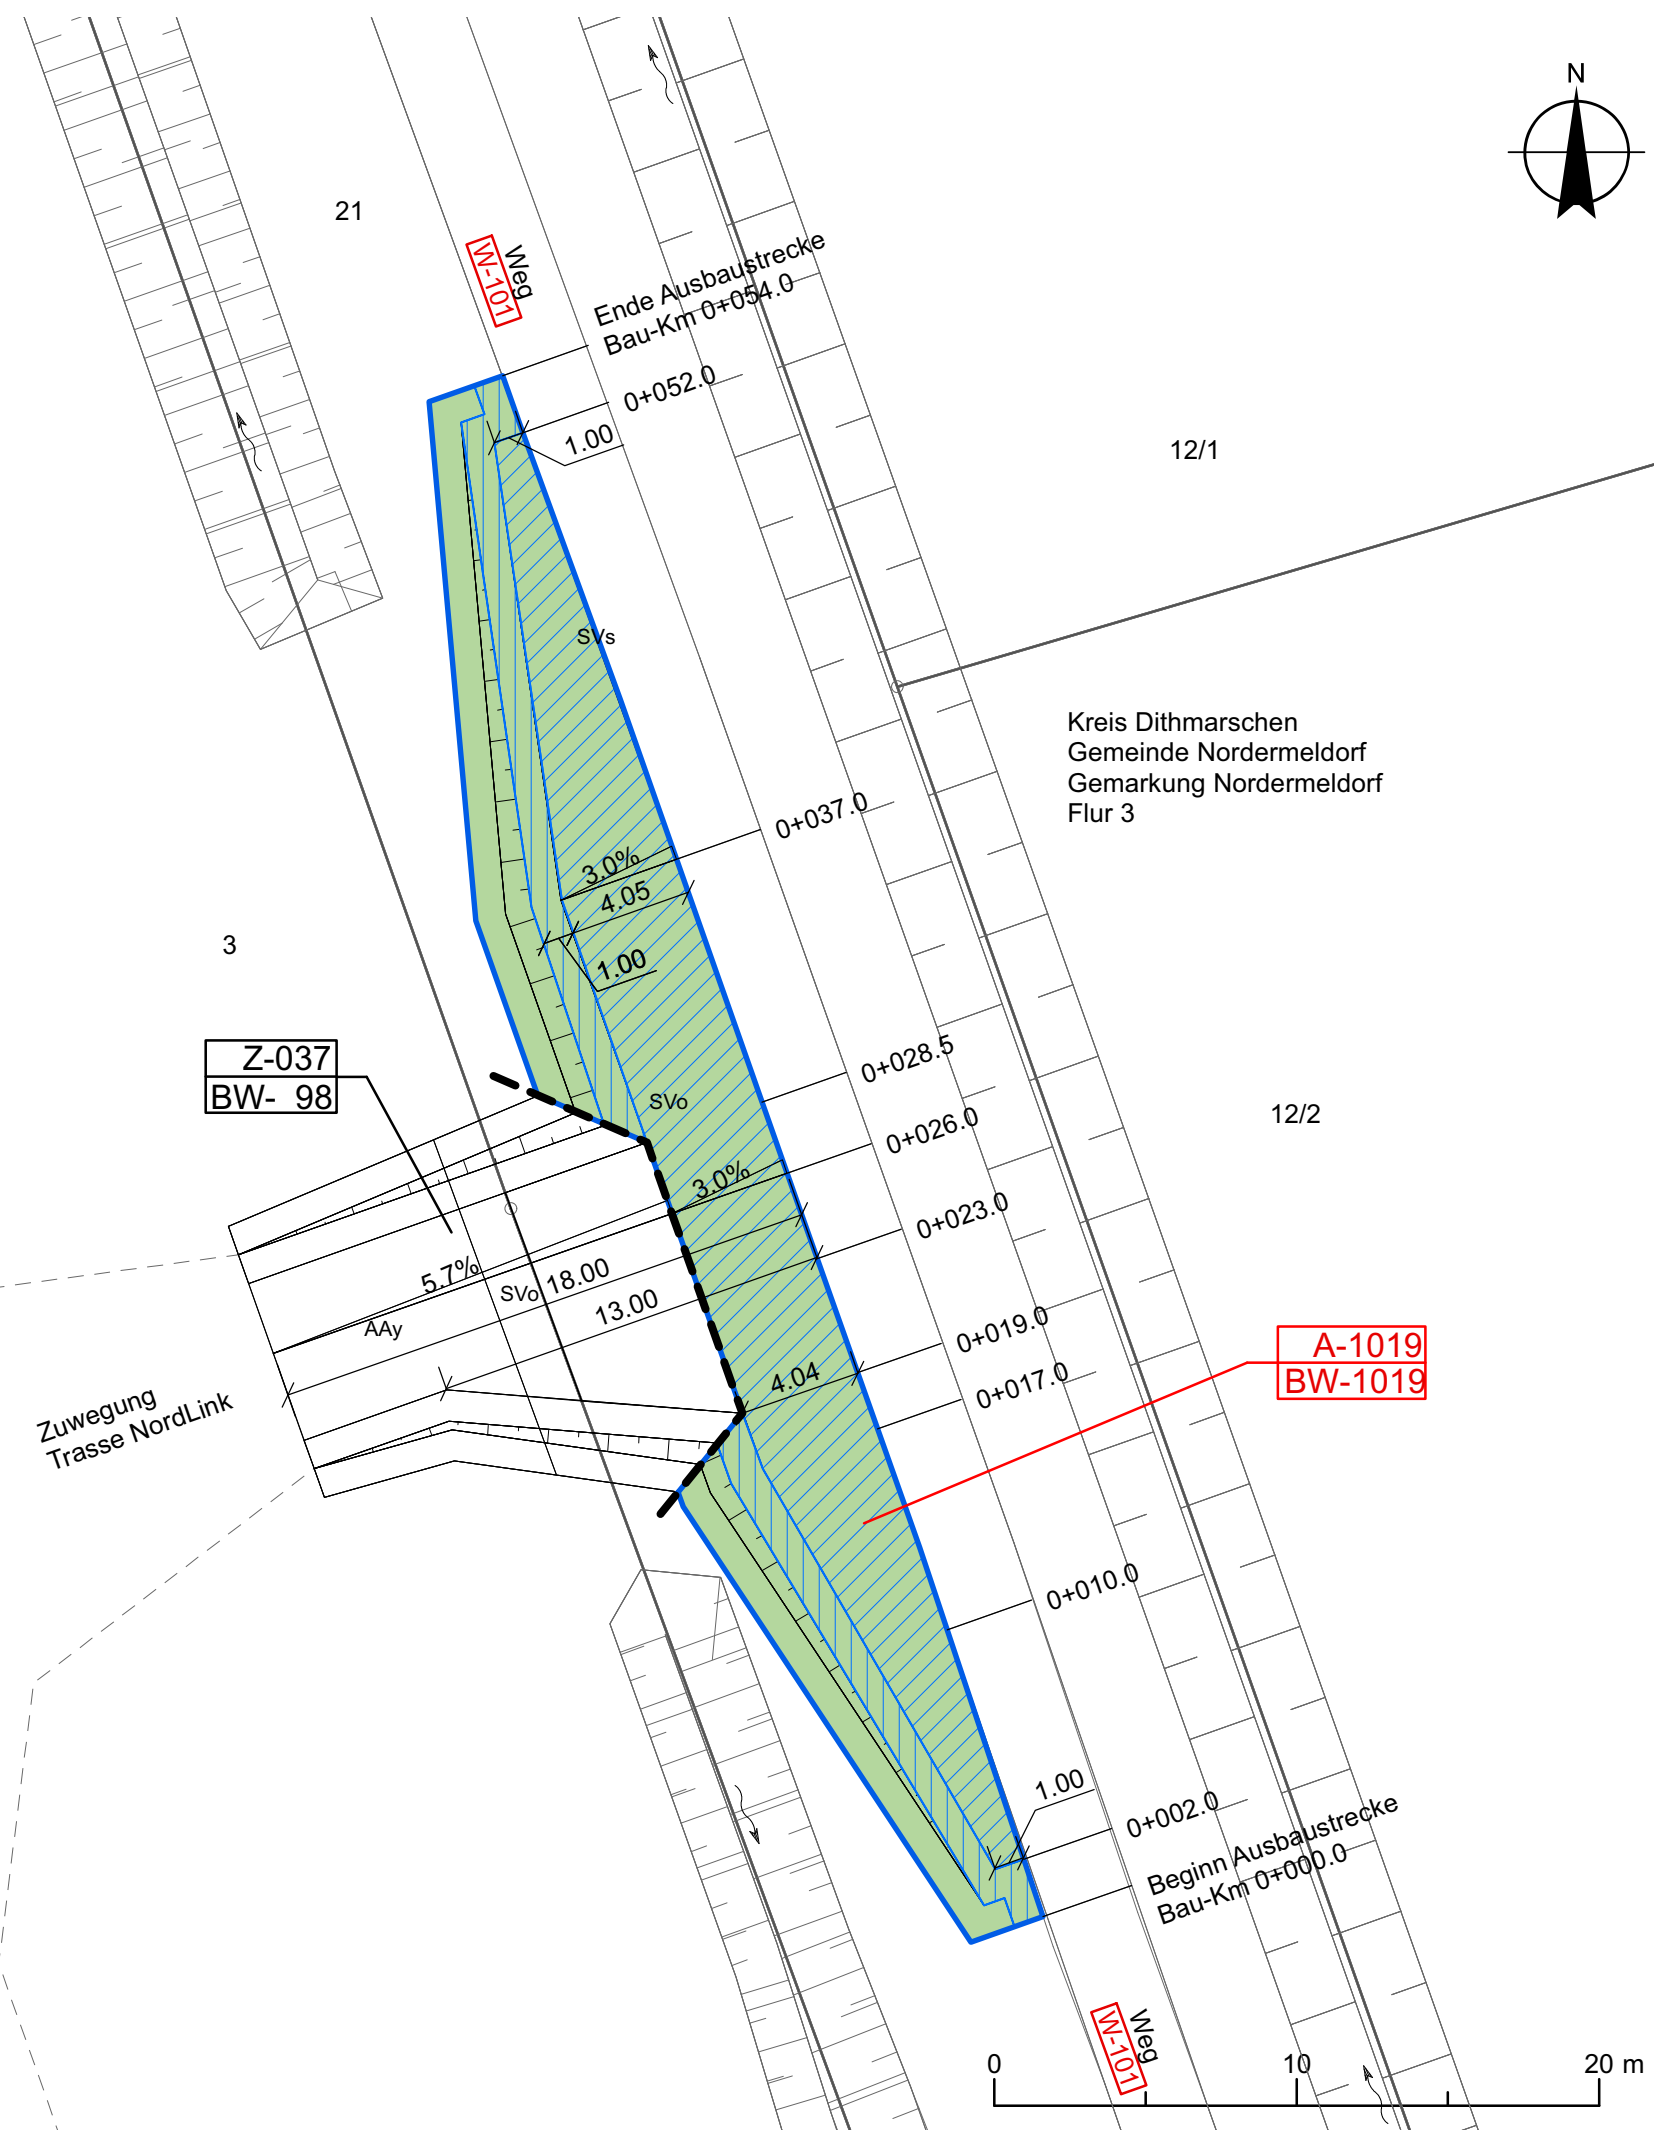 N
21
W-101
Weg
Ende Ausbaustrecke
Bau-Km 0+054.0
0+052.0
1.00
12/1
SVs
Kreis Dithmarschen
Gemeinde Nordermeldorf
Gemarkung Nordermeldorf
Flur 3
0+037.0
3.0%
4.05
1.00
3
Z-037
BW- 98
0+028.5
SVo
12/2
0+026.0
3.0%
0+023.0
5.7%
SVo
18.00
13.00
AAy
0+019.0
A-1019
BW-1019
4.04
0+017.0
Zuwegung
Trasse NordLink
0+010.0
1.00
0+002.0
Beginn Ausbaustrecke
Bau-Km 0+000.0
W-101
Weg
0 10 20 m